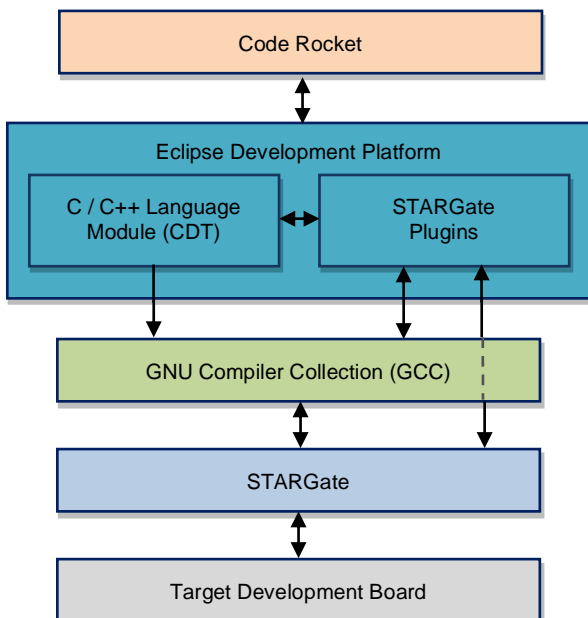 Code Rocket
Eclipse Development Platform
C / C++ Language
Module (CDT)
STARGate
Plugins
GNU Compiler Collection (GCC)
STARGate
Target Development Board